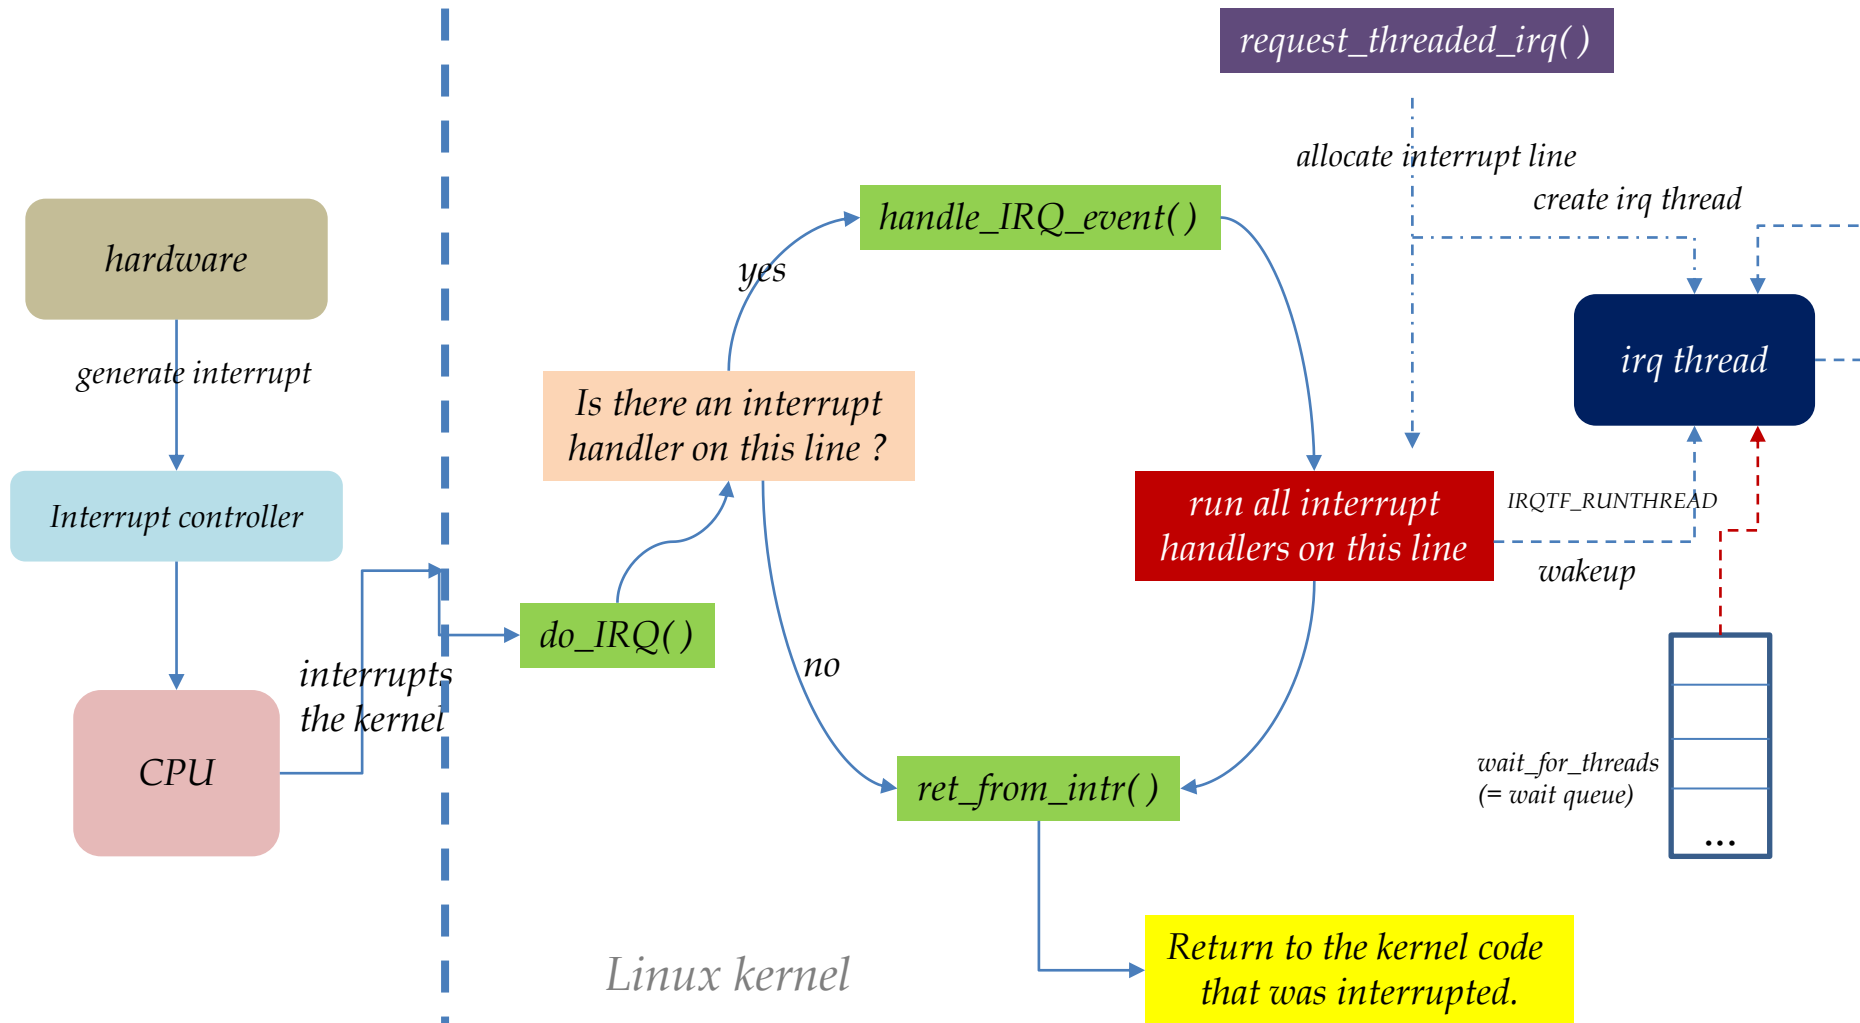 request_threaded_irq( )
allocate interrupt line
create irq thread
handle_IRQ_event( )
hardware
yes
generate interrupt
irq thread
Is there an interrupt
handler on this line ?
Interrupt controller
run all interrupt
handlers on this line
IRQTF_RUNTHREAD
wakeup
do_IRQ( )
interrupts
the kernel
no
CPU
ret_from_intr( )
wait_for_threads
(= wait queue)
...
Return to the kernel code
that was interrupted.
Linux kernel